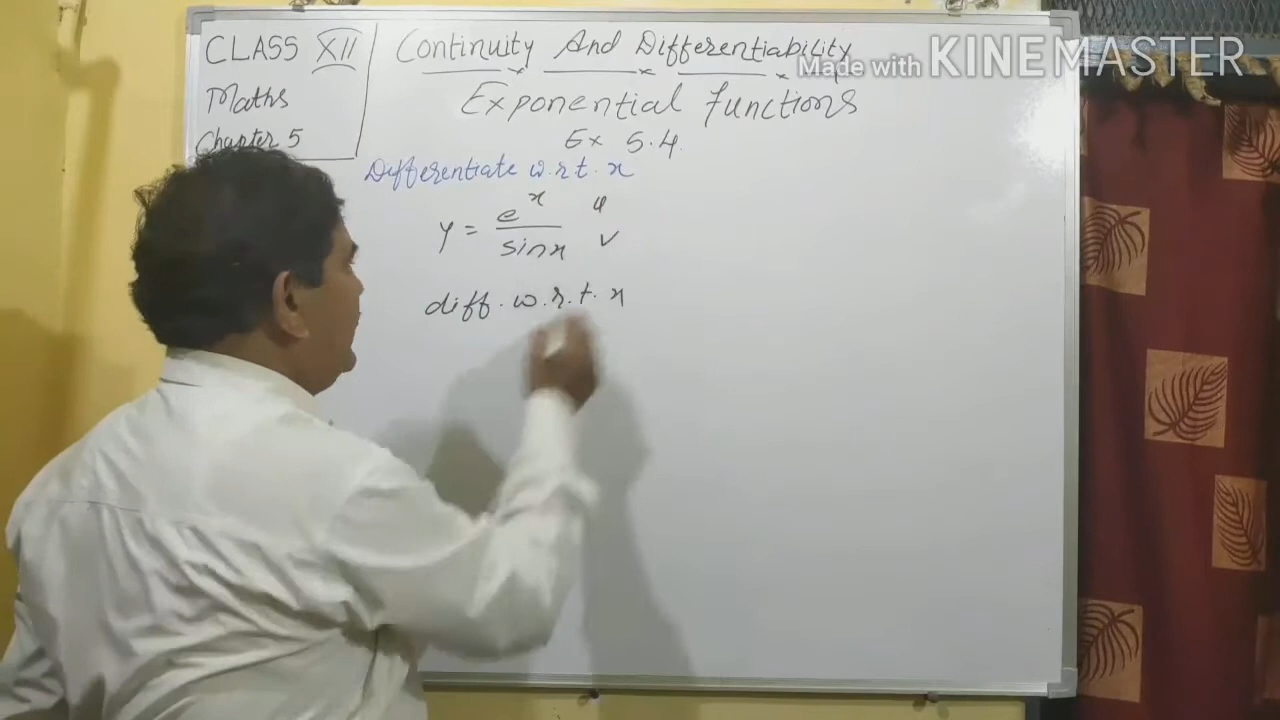 CLASS XII
Maths
Chapter 5
Continuity And Differentiability
Made with KINEMASTER
Exponential functions
Ex 5.4
Differentiate w.r.t. x
y = e^x / sinx
u
v
diff. w.r.t. x